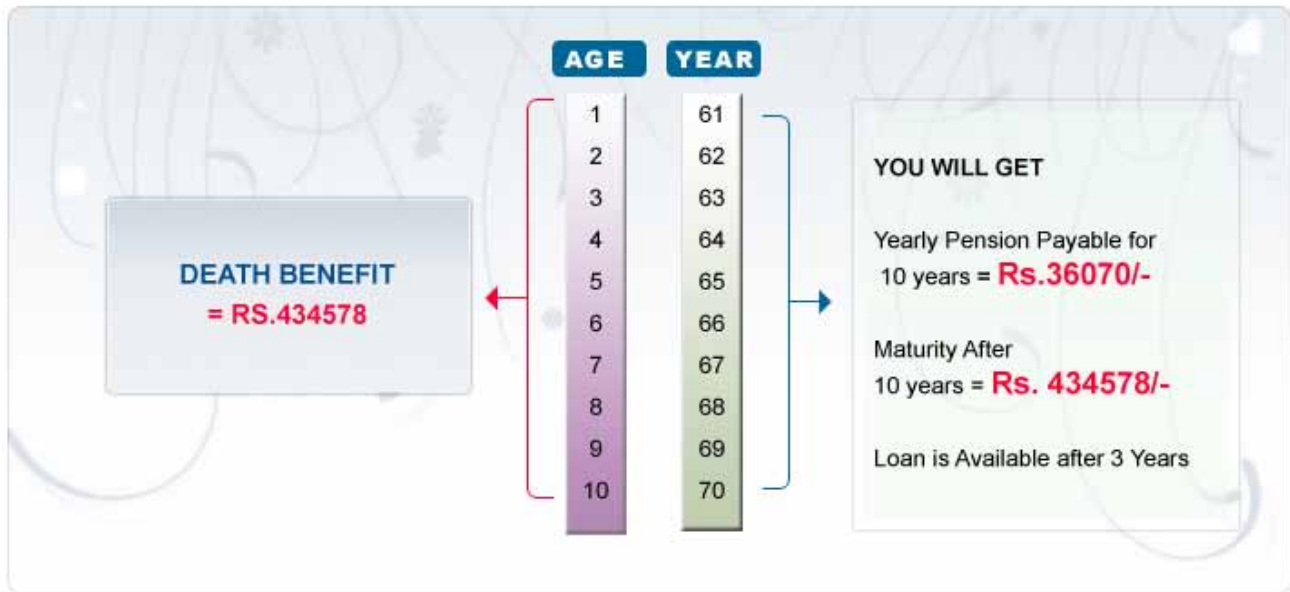 AGE YEAR
1 61
2 62
3 63
4 64
5 65
6 66
7 67
8 68
9 69
10 70
DEATH BENEFIT
= RS.434578
YOU WILL GET
Yearly Pension Payable for
10 years = Rs.36070/-
Maturity After
10 years = Rs. 434578/-
Loan is Available after 3 Years